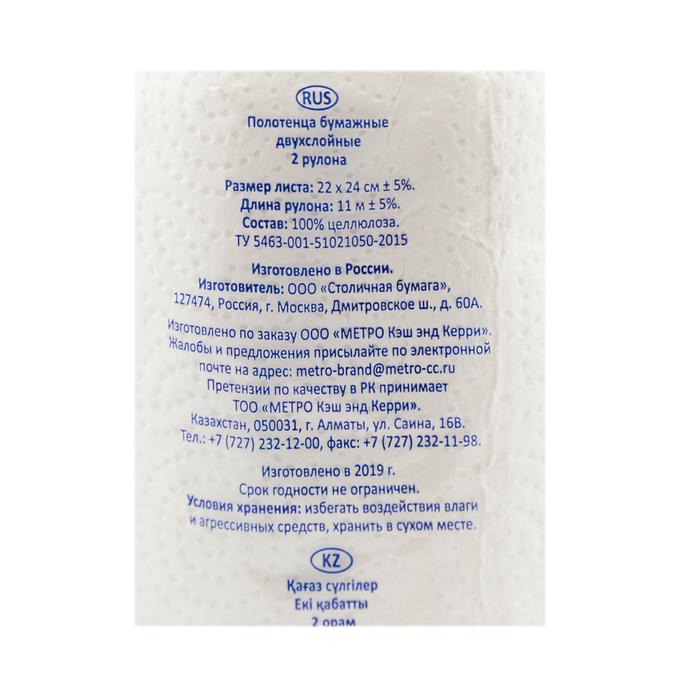 RUS
Полотенца бумажные
двухслойные
2 рулона
Размер листа: 22 x 24 см ± 5%.
Длина рулона: 11 м ± 5%.
Состав: 100% целлюлоза.
ТУ 5463-001-51021050-2015
Изготовлено в России.
Изготовитель: ООО «Столичная бумага»,
127474, Россия, г. Москва, Дмитровское ш., д. 60А.
Изготовлено по заказу ООО «МЕТРО Кэш энд Керри».
Жалобы и предложения присылайте по электронной
почте на адрес: metro-brand@metro-cc.ru
Претензии по качеству в РК принимает
ТОО «МЕТРО Кэш энд Керри».
Казахстан, 050031, г. Алматы, ул. Саина, 16В.
Тел.: +7 (727) 232-12-00, факс: +7 (727) 232-11-98.
Изготовлено в 2019 г.
Срок годности не ограничен.
Условия хранения: избегать воздействия влаги
и агрессивных средств, хранить в сухом месте.
KZ
Қағаз сүлгілер
Екі қабатты
2 орам